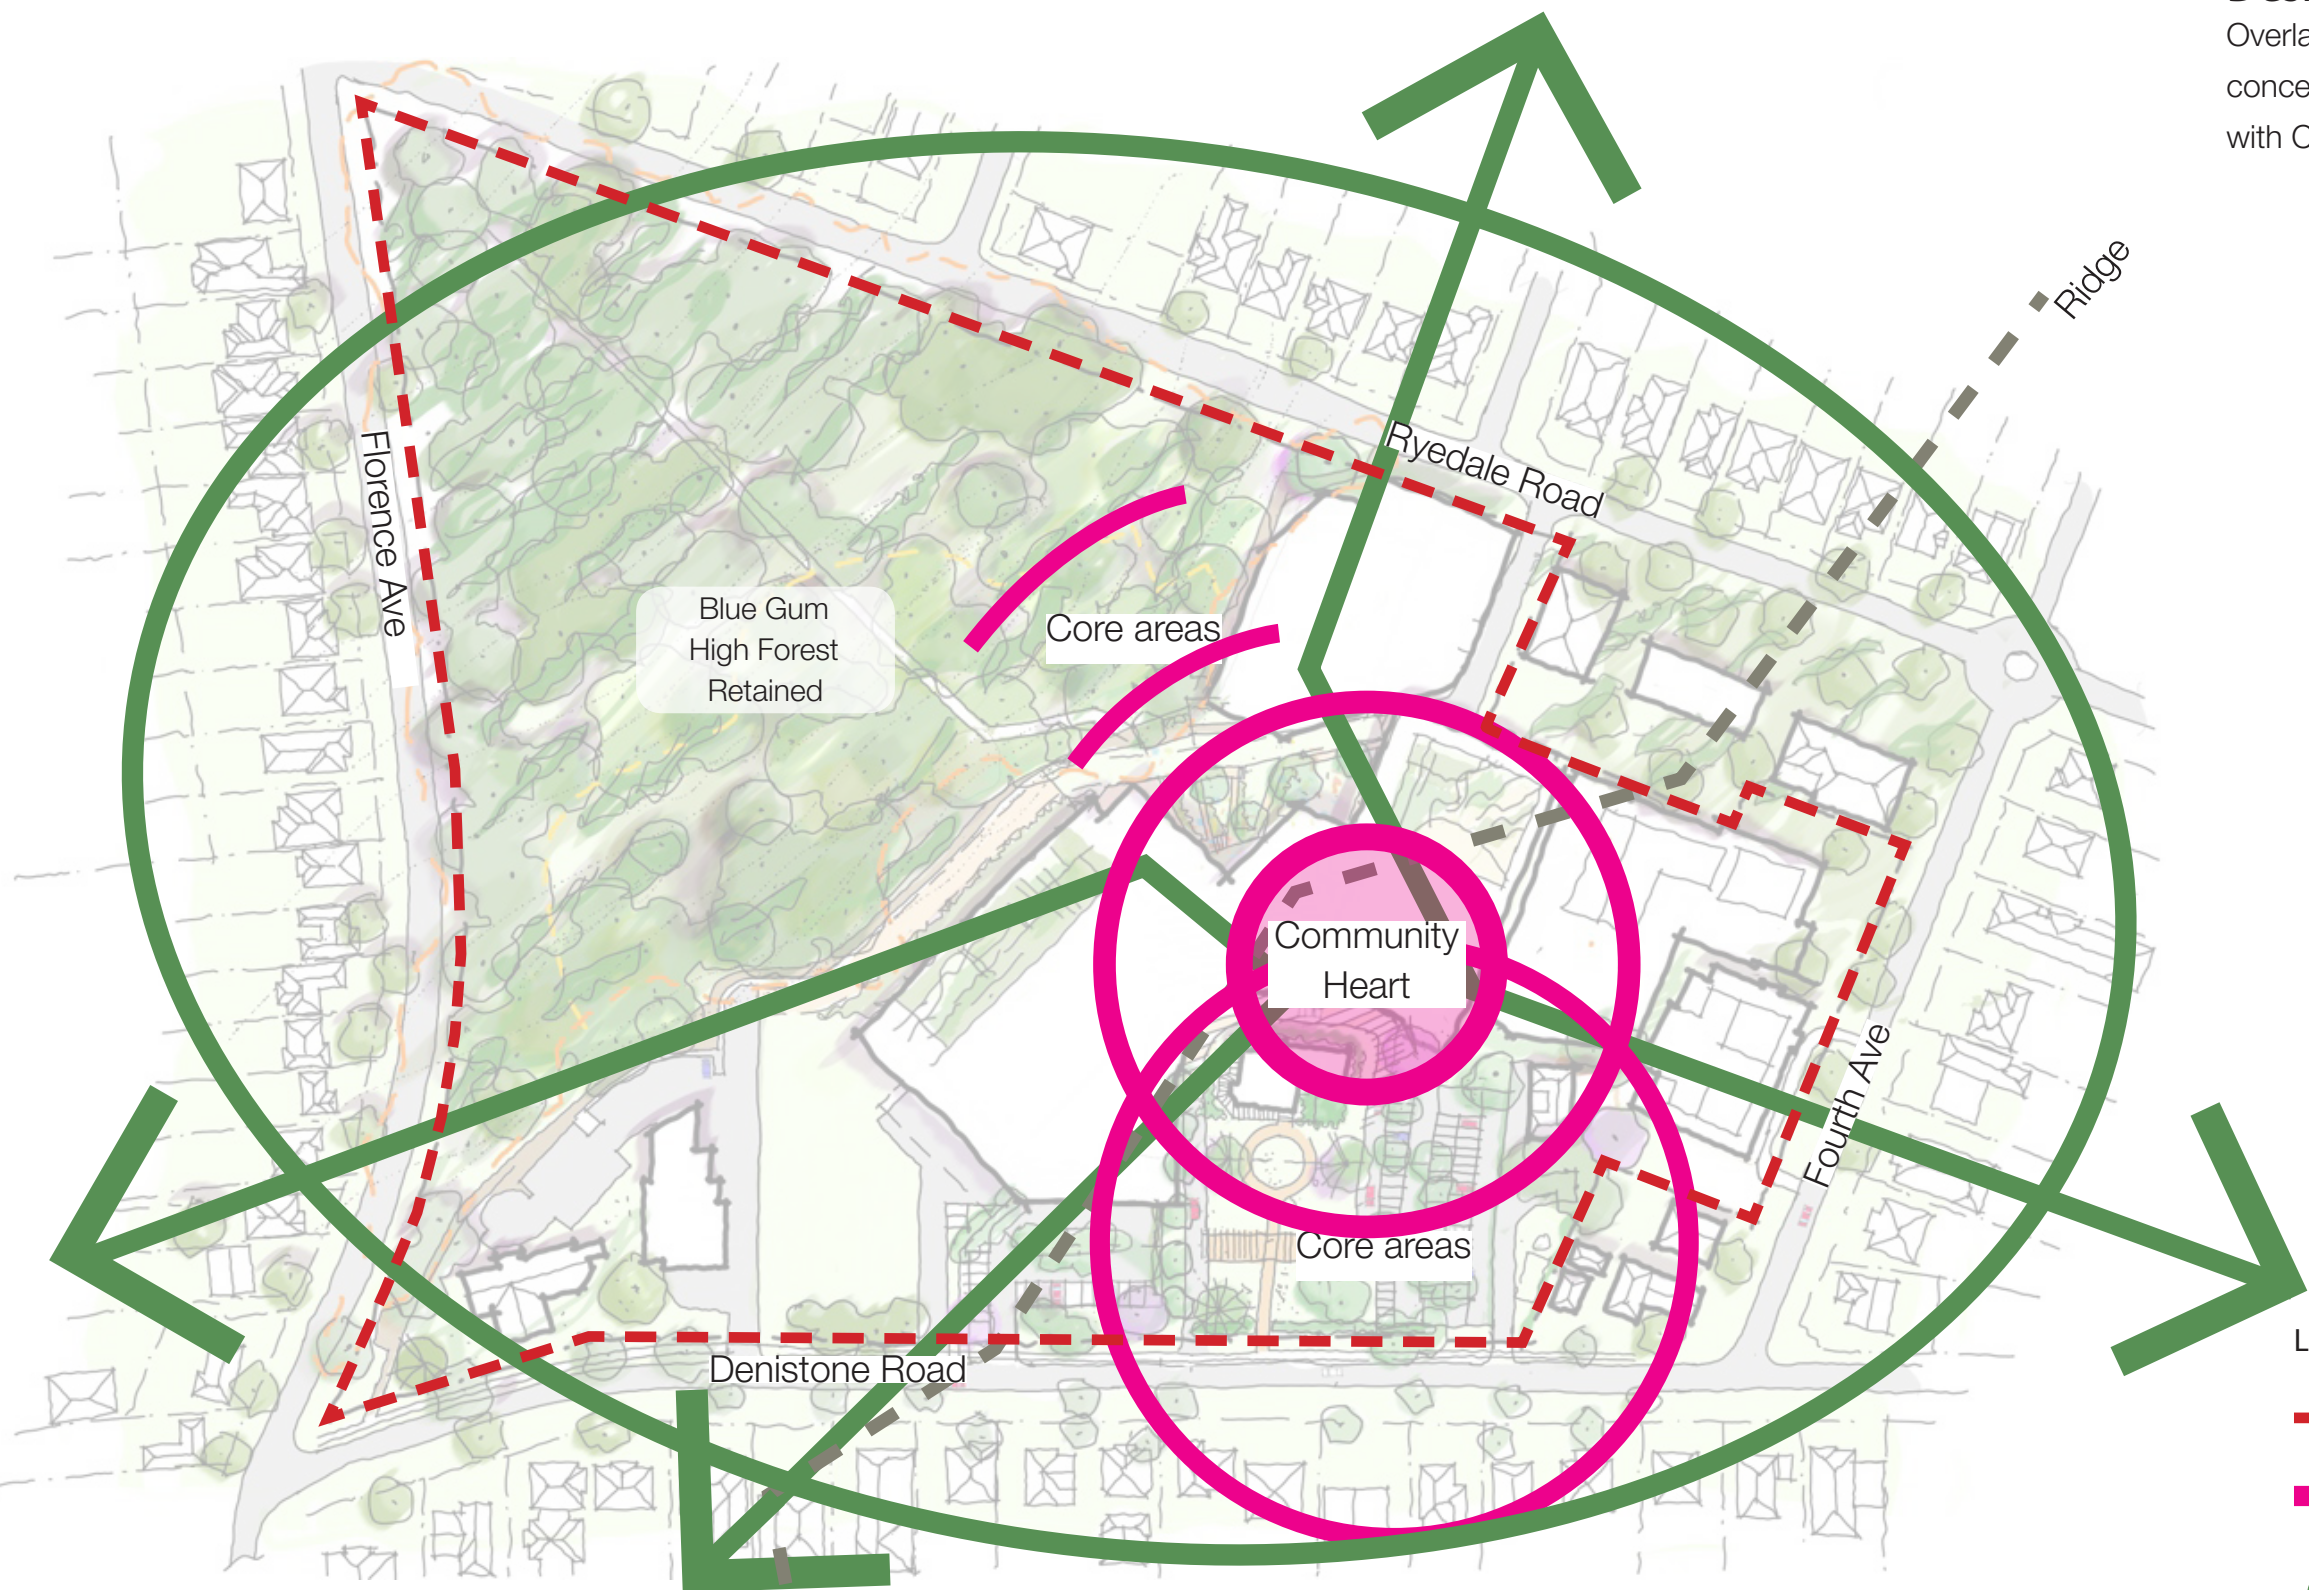 Overla
conce
with C
Ridge
Ryedale Road
Florence Ave
Blue Gum
High Forest
Retained
Core areas
Community
Heart
Fourth Ave
Core areas
Denistone Road
L